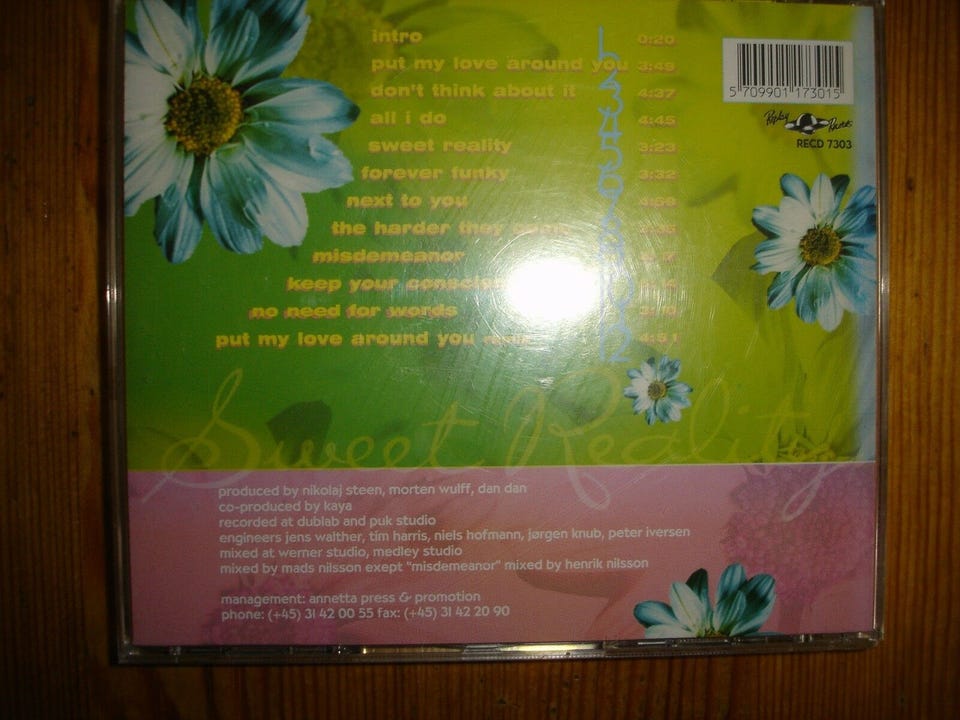 intro 0:20
put my love around you 3:49
don't think about it 4:37
all i do 4:45
sweet reality 3:23
forever funky 3:32
next to you 4:59
the harder they
misdemeanor
keep your
no need for words
put my love around you 4:51
5 709901 173015
RECD 7303
Sweet Reality
produced by nikolaj steen, morten wulff, dan dan
co-produced by kaya
recorded at dublab and puk studio
engineers jens walther, tim harris, niels hofmann, jørgen knub, peter iversen
mixed at werner studio, medley studio
mixed by mads nilsson exept "misdemeanor" mixed by henrik nilsson
management: annetta press & promotion
phone: (+45) 31 42 00 55 fax: (+45) 31 42 20 90